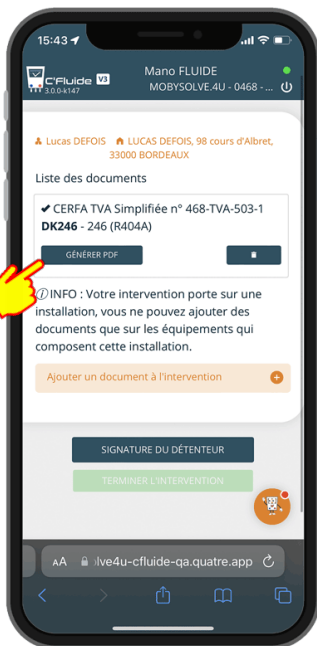 15:43
C'Fluide V3
3.0.0-k147
Mano FLUIDE
MOBYSOLVE.4U - 0468 - ...
Lucas DEFOIS LUCAS DEFOIS, 98 cours d'Albret,
33000 BORDEAUX
Liste des documents
CERFA TVA Simplifiée n° 468-TVA-503-1
DK246 - 246 (R404A)
GÉNÉRER PDF
INFO : Votre intervention porte sur une
installation, vous ne pouvez ajouter des
documents que sur les équipements qui
composent cette installation.
Ajouter un document à l'intervention
SIGNATURE DU DÉTENTEUR
TERMINER L'INTERVENTION
AA lve4u-cfluide-qa.quatre.app